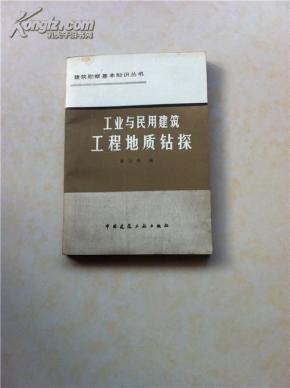 建筑勘察基本知识丛书
工业与民用建筑
工程地质钻探
编
中国建筑工业出版社